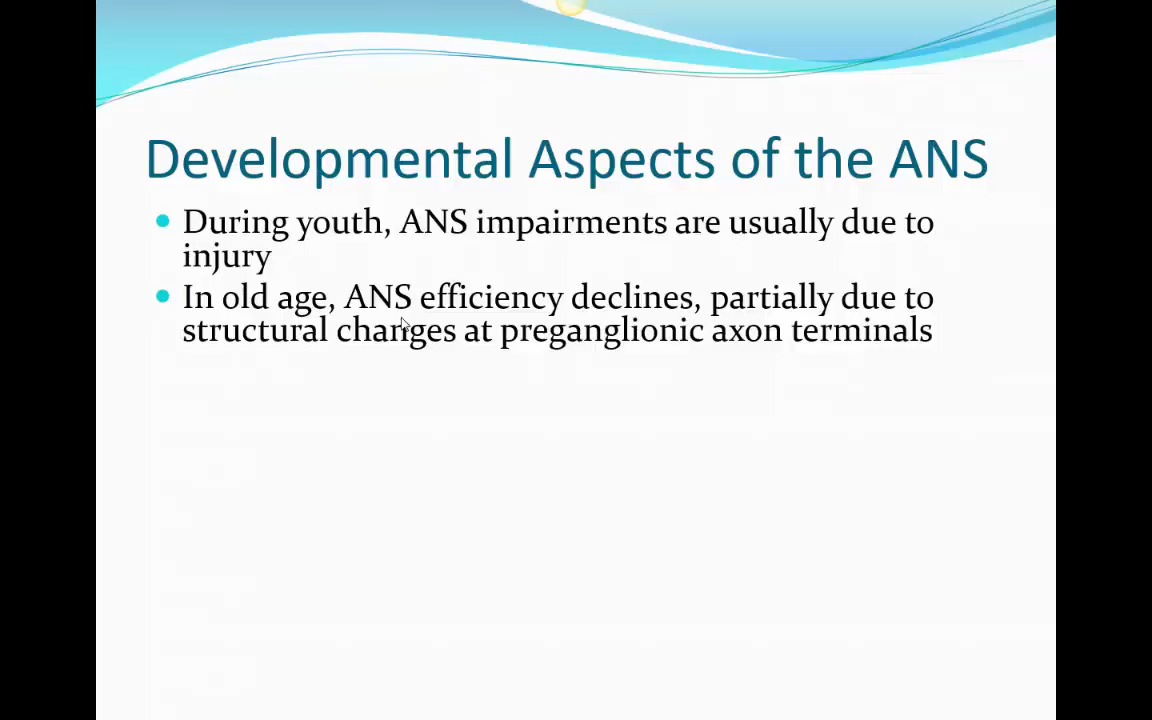 Developmental Aspects of the ANS
• During youth, ANS impairments are usually due to
injury
• In old age, ANS efficiency declines, partially due to
structural changes at preganglionic axon terminals